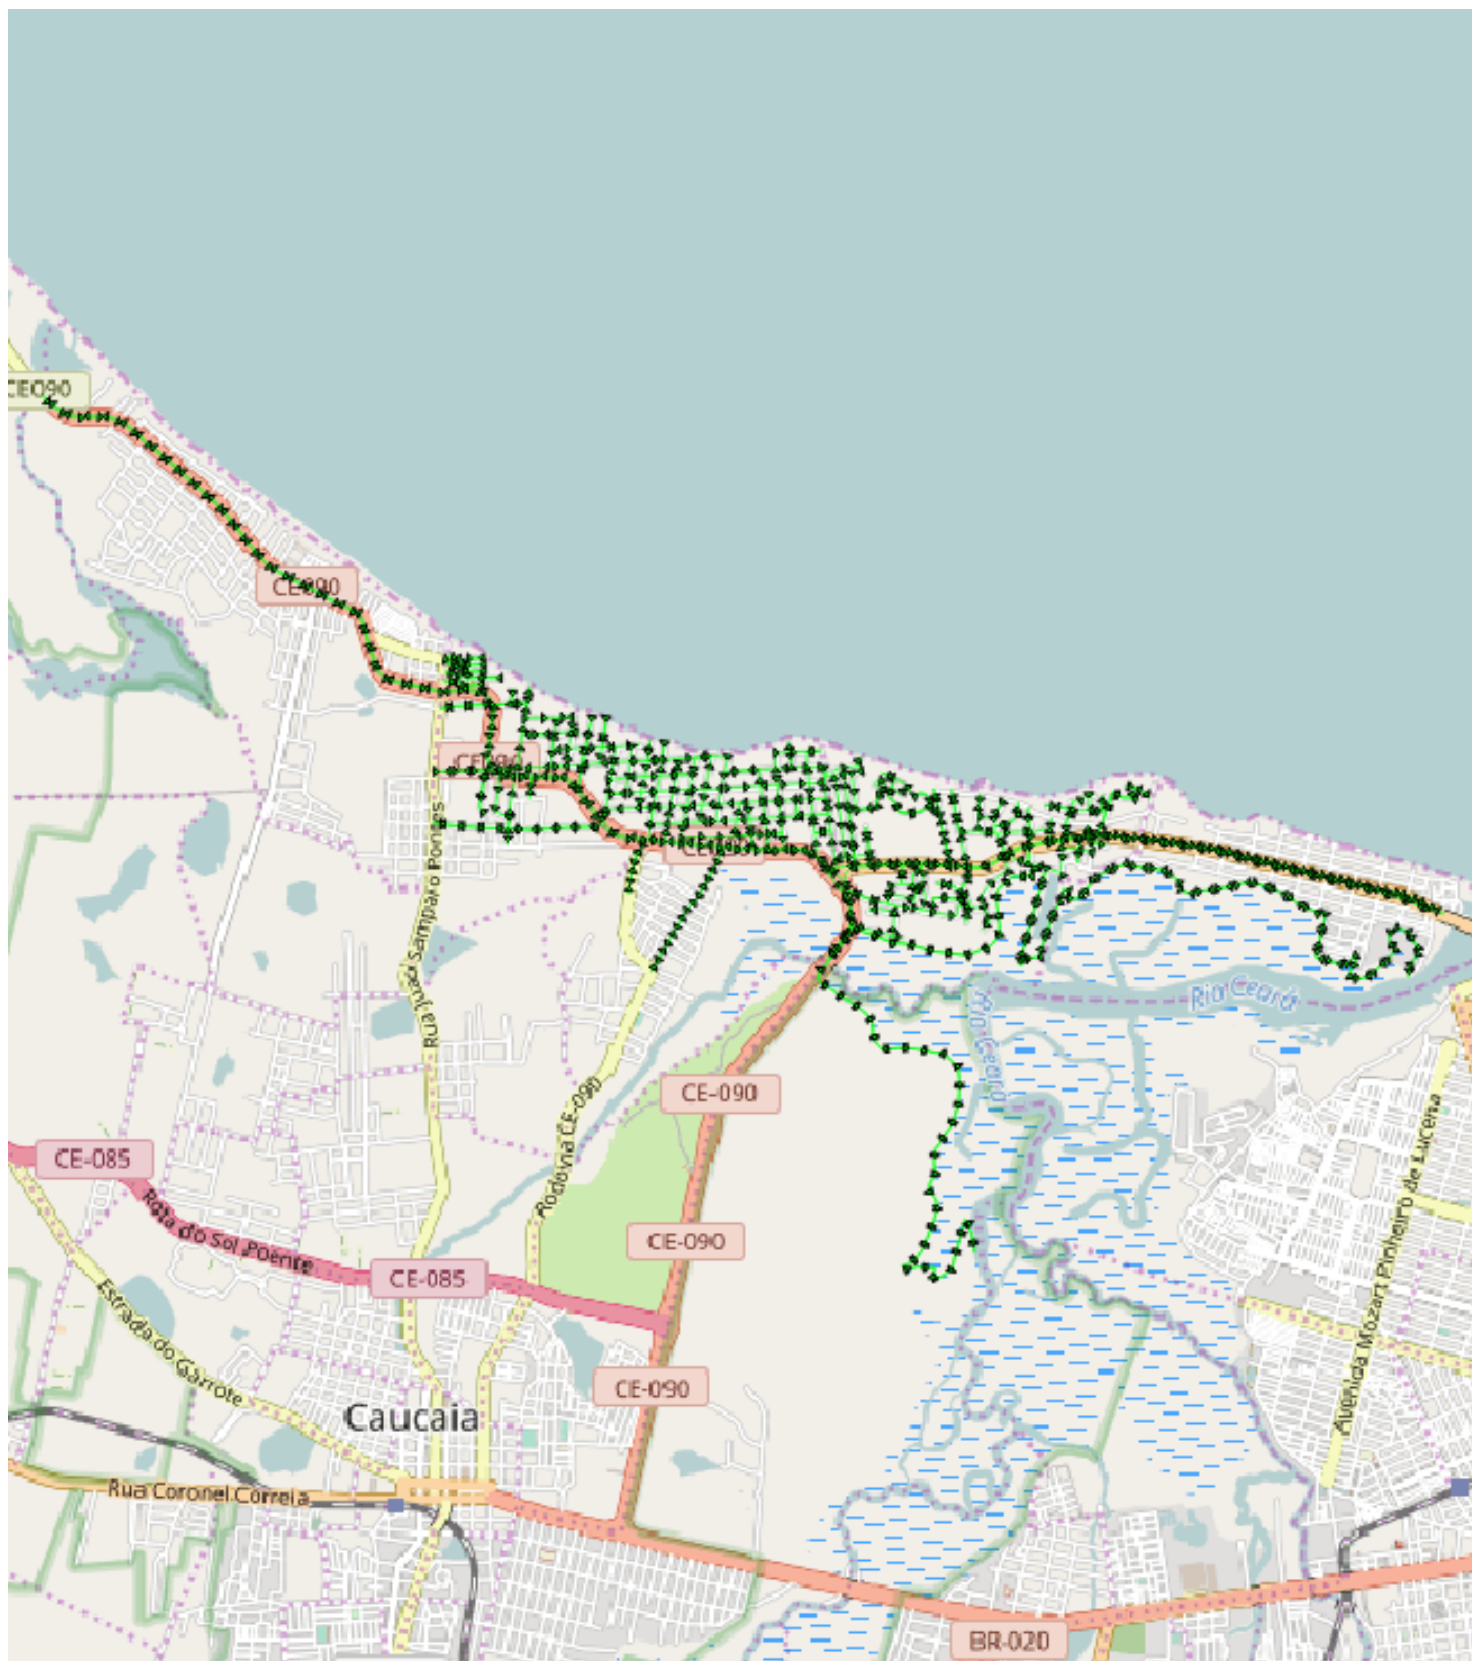 CE090
CE-090
CE-090
Rua João Sampaio Pontes
Rio Ceará
Rio Ceará
CE-090
Rodovia CE-090
Avenida Mozart Pinheiro de Lucena
CE-085
Rota do Sol Poente
CE-090
CE-085
Estrada do Garrote
CE-090
Caucaia
Rua Coronel Correia
BR-020